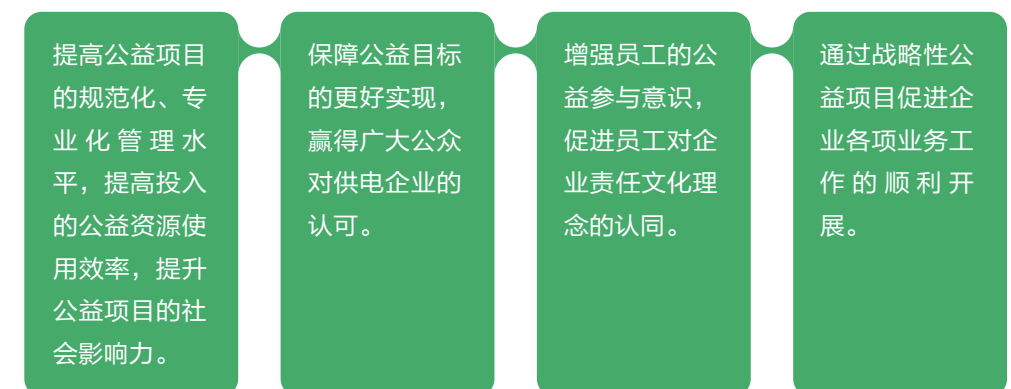 提高公益项目
的规范化、专
业化管理水
平，提高投入
的公益资源使
用效率，提升
公益项目的社
会影响力。
保障公益目标
的更好实现，
赢得广大公众
对供电企业的
认可。
增强员工的公
益参与意识，
促进员工对企
业责任文化理
念的认同。
通过战略性公
益项目促进企
业各项业务工
作的顺利开
展。